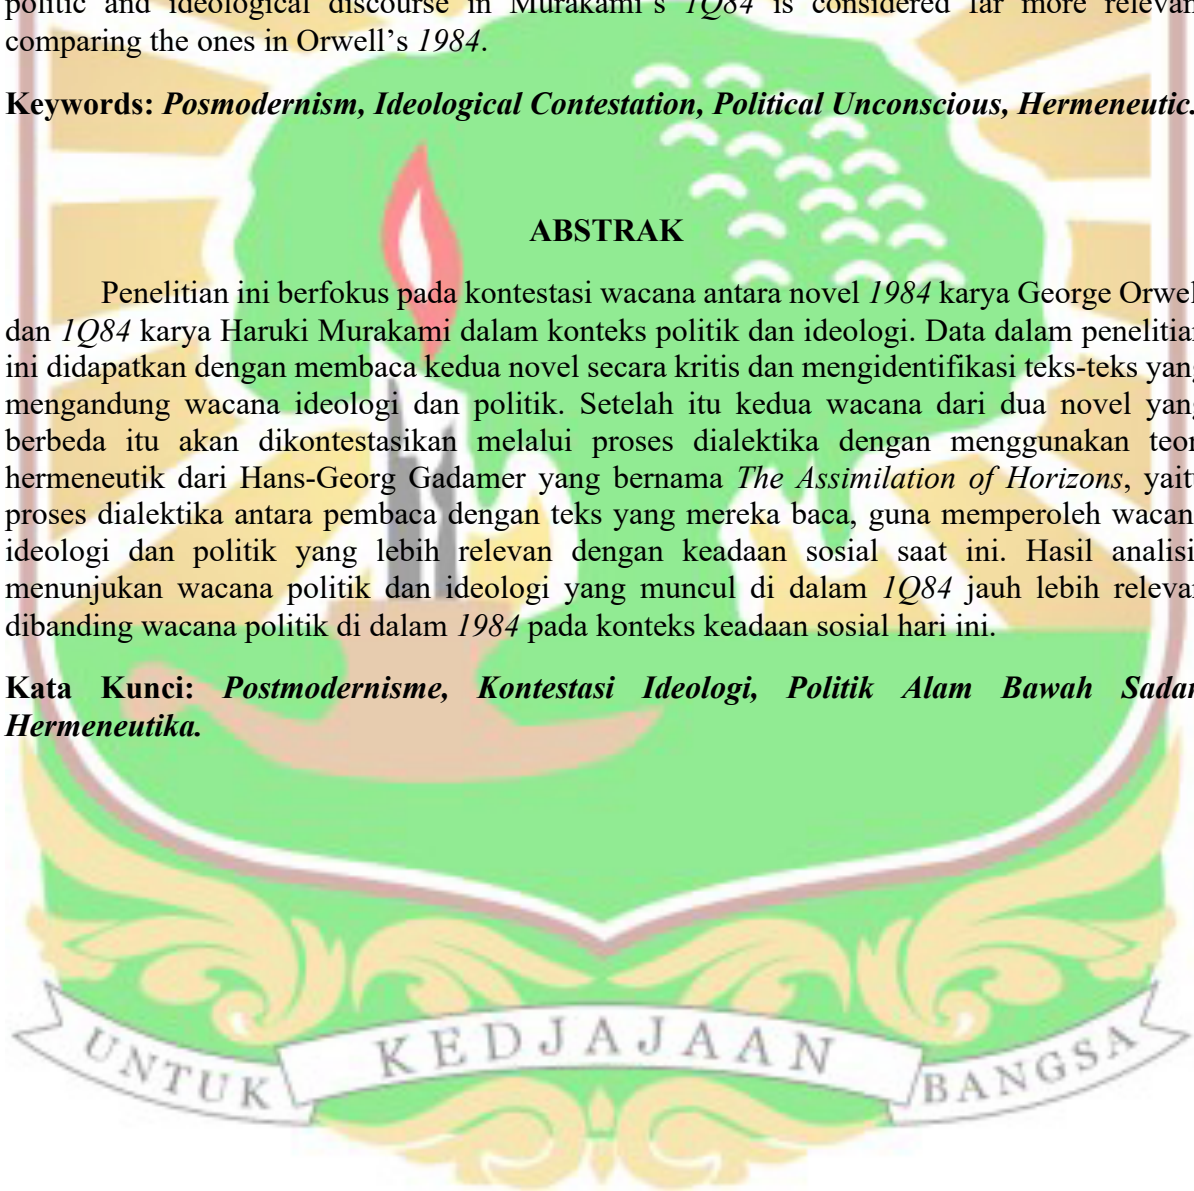 politic and ideological discourse in Murakami's 1Q84 is considered far more relevan
comparing the ones in Orwell's 1984.
Keywords: Posmodernism, Ideological Contestation, Political Unconscious, Hermeneutic.
ABSTRAK
Penelitian ini berfokus pada kontestasi wacana antara novel 1984 karya George Orwel
dan 1Q84 karya Haruki Murakami dalam konteks politik dan ideologi. Data dalam penelitian
ini didapatkan dengan membaca kedua novel secara kritis dan mengidentifikasi teks-teks yang
mengandung wacana ideologi dan politik. Setelah itu kedua wacana dari dua novel yang
berbeda itu akan dikontestasikan melalui proses dialektika dengan menggunakan teor
hermeneutik dari Hans-Georg Gadamer yang bernama The Assimilation of Horizons, yaitu
proses dialektika antara pembaca dengan teks yang mereka baca, guna memperoleh wacan
ideologi dan politik yang lebih relevan dengan keadaan sosial saat ini. Hasil analisi
menunjukan wacana politik dan ideologi yang muncul di dalam 1Q84 jauh lebih relevan
dibanding wacana politik di dalam 1984 pada konteks keadaan sosial hari ini.
Kata Kunci: Postmodernisme, Kontestasi Ideologi, Politik Alam Bawah Sadar
Hermeneutika.
UNTUK KEDJAJAAN BANGSA